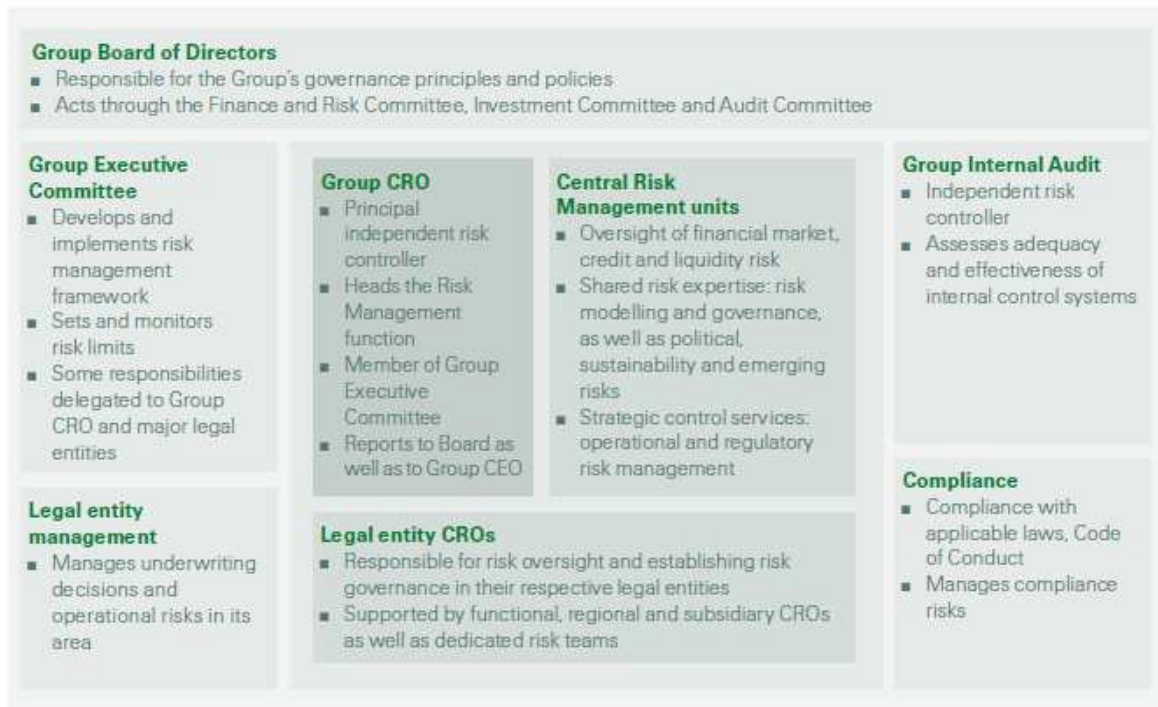 Group Board of Directors
▪ Responsible for the Group's governance principles and policies
▪ Acts through the Finance and Risk Committee, Investment Committee and Audit Committee
Group Executive
Committee
▪ Develops and
implements risk
management
framework
▪ Sets and monitors
risk limits
▪ Some responsibilities
delegated to Group
CRO and major legal
entities
Legal entity
management
▪ Manages underwriting
decisions and
operational risks in its
area
Group CRO
▪ Principal
independent risk
controller
▪ Heads the Risk
Management
function
▪ Member of Group
Executive
Committee
▪ Reports to Board as
well as to Group CEO
Central Risk
Management units
▪ Oversight of financial market,
credit and liquidity risk
▪ Shared risk expertise: risk
modelling and governance,
as well as political,
sustainability and emerging
risks
▪ Strategic control services:
operational and regulatory
risk management
Legal entity CROs
▪ Responsible for risk oversight and establishing risk
governance in their respective legal entities
▪ Supported by functional, regional and subsidiary CROs
as well as dedicated risk teams
Group Internal Audit
▪ Independent risk
controller
▪ Assesses adequacy
and effectiveness of
internal control systems
Compliance
▪ Compliance with
applicable laws, Code
of Conduct
▪ Manages compliance
risks